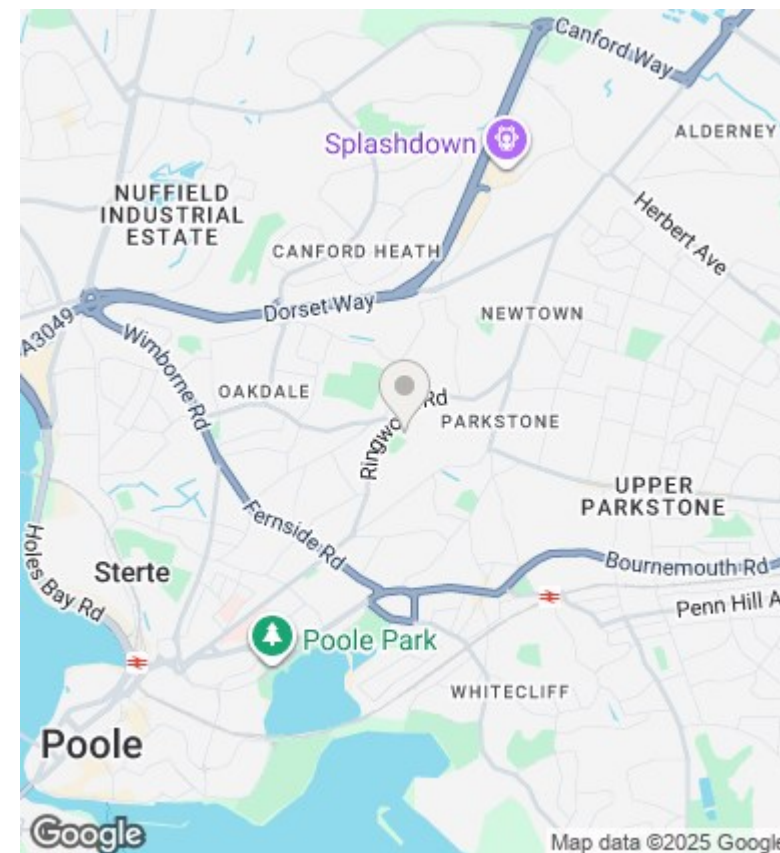 Canford Way
Splashdown
ALDERNEY
NUFFIELD
INDUSTRIAL
ESTATE
Herbert Ave
CANFORD HEATH
Dorset Way
NEWTOWN
A3049
Wimborne Rd
OAKDALE
Ringwood Rd
PARKSTONE
UPPER
PARKSTONE
Fernside Rd
Bournemouth Rd
Holes Bay Rd
Sterte
Penn Hill A
Poole Park
WHITECLIFF
Poole
Google
Map data ©2025 Google